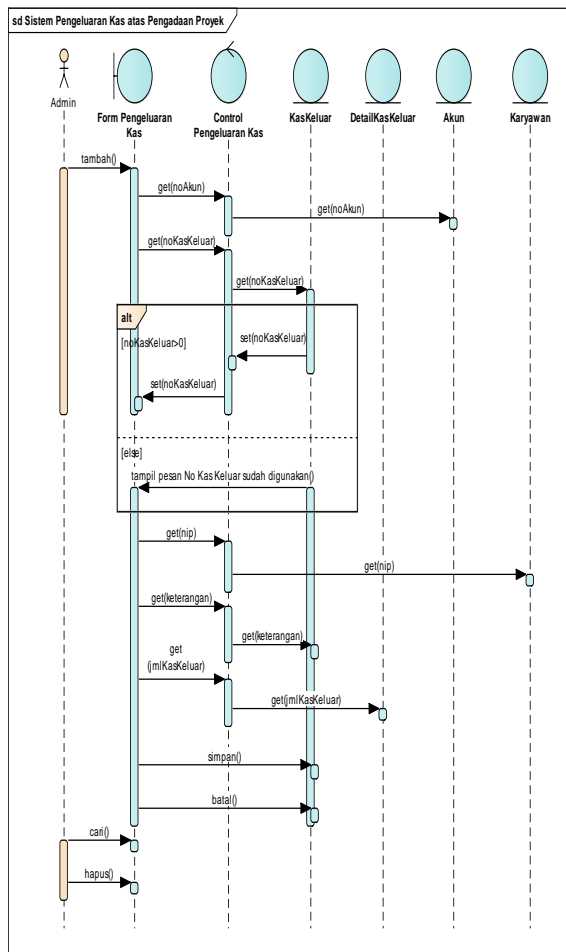 sd Sistem Pengeluaran Kas atas Pengadaan Proyek
Admin
Form Pengeluaran
Kas
Control
Pengeluaran Kas
KasKeluar
DetailKasKeluar
Akun
Karyawan
tambah()
get(noAkun)
get(noAkun)
get(noKasKeluar)
get(noKasKeluar)
alt
[noKasKeluar>0]
set(noKasKeluar)
set(noKasKeluar)
[else]
tampil pesan No Kas Keluar sudah digunakan()
get(nip)
get(nip)
get(keterangan)
get(keterangan)
get
(jmlKasKeluar)
get(jmlKasKeluar)
simpan()
batal()
cari()
hapus()